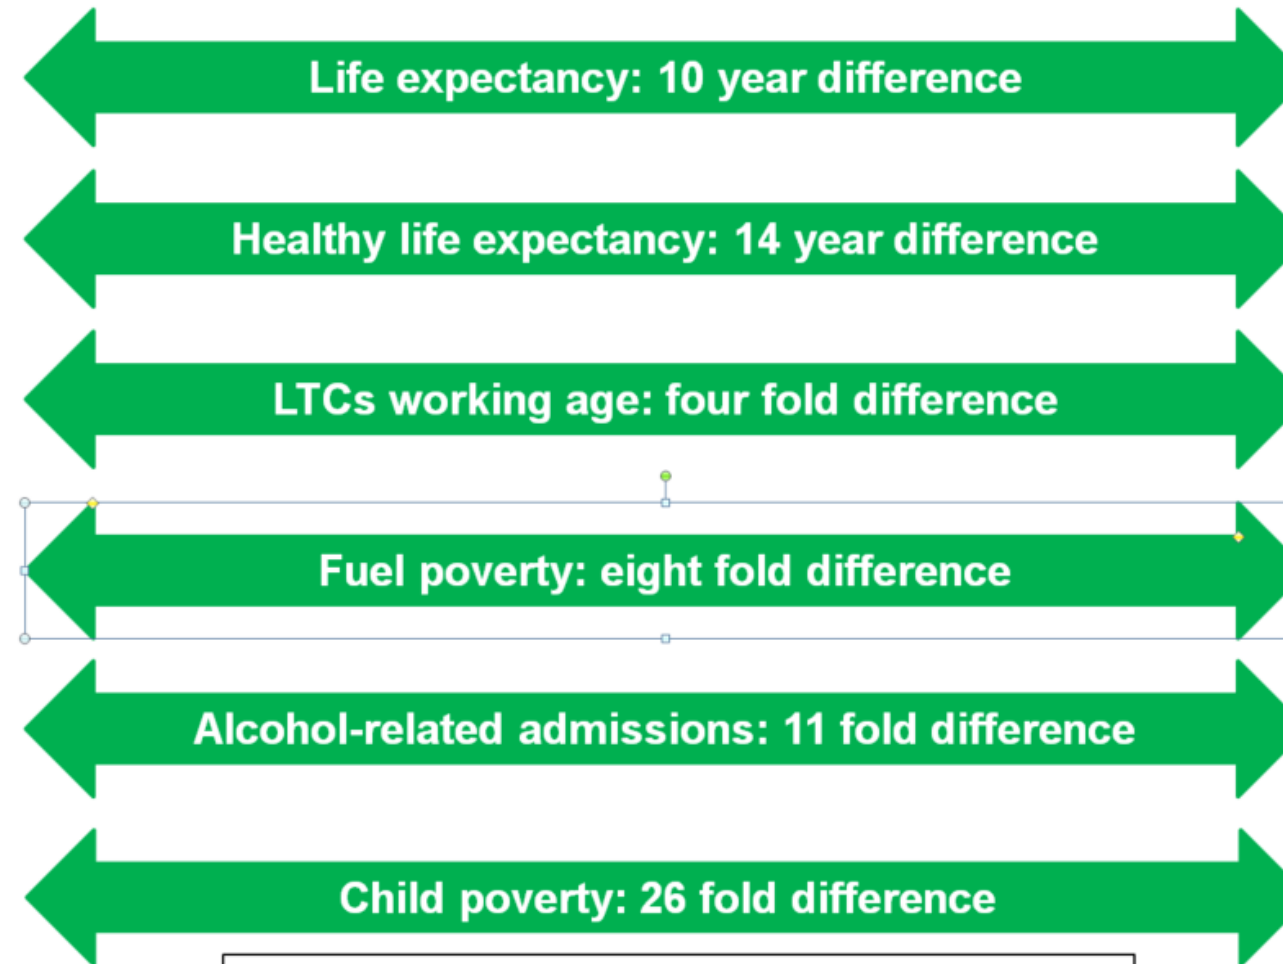 Life expectancy: 10 year difference
Healthy life expectancy: 14 year difference
LTCs working age: four fold difference
Fuel poverty: eight fold difference
Alcohol-related admissions: 11 fold difference
Child poverty: 26 fold difference